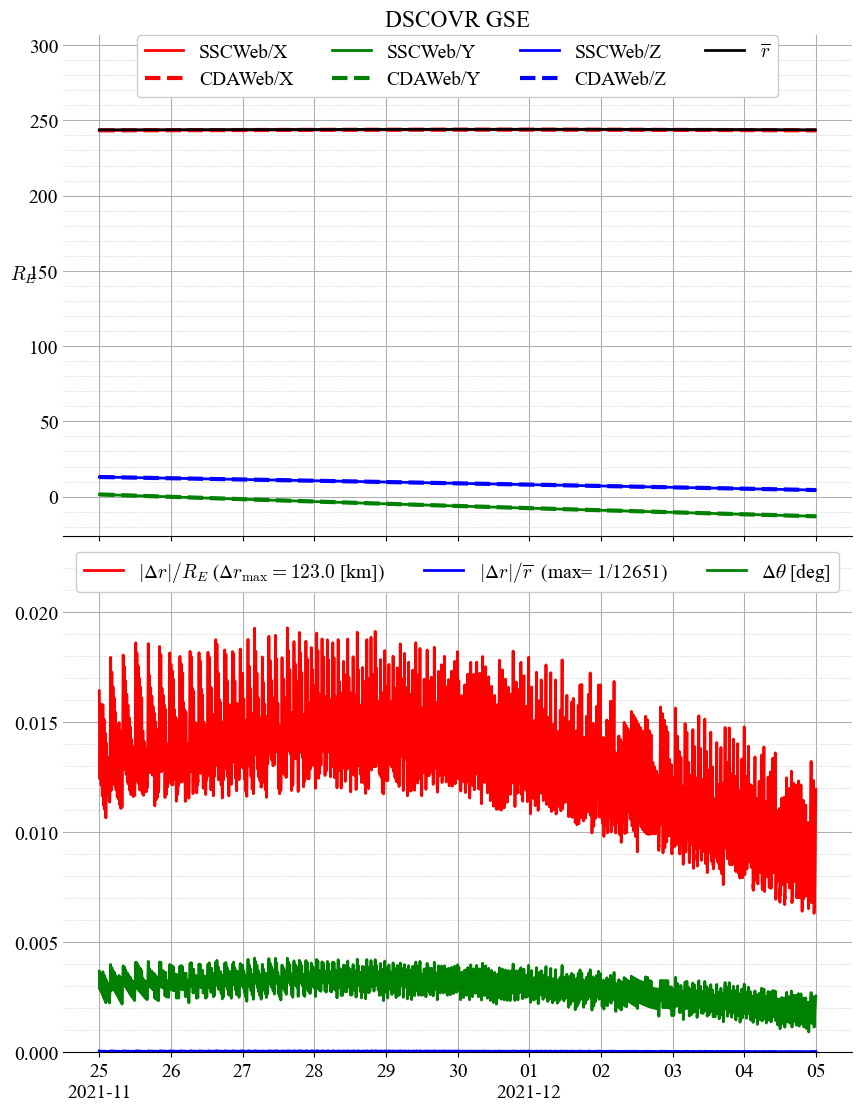 DSCOVR GSE
SSCWeb/X SSCWeb/Y SSCWeb/Z r̅
CDAWeb/X CDAWeb/Y CDAWeb/Z
300
250
200
R_E 150
100
50
0
|Δr|/R_E (Δr_max = 123.0 [km]) |Δr|/r̅ (max= 1/12651) Δθ [deg]
0.020
0.015
0.010
0.005
0.000
25 26 27 28 29 30 01 02 03 04 05
2021-11 2021-12